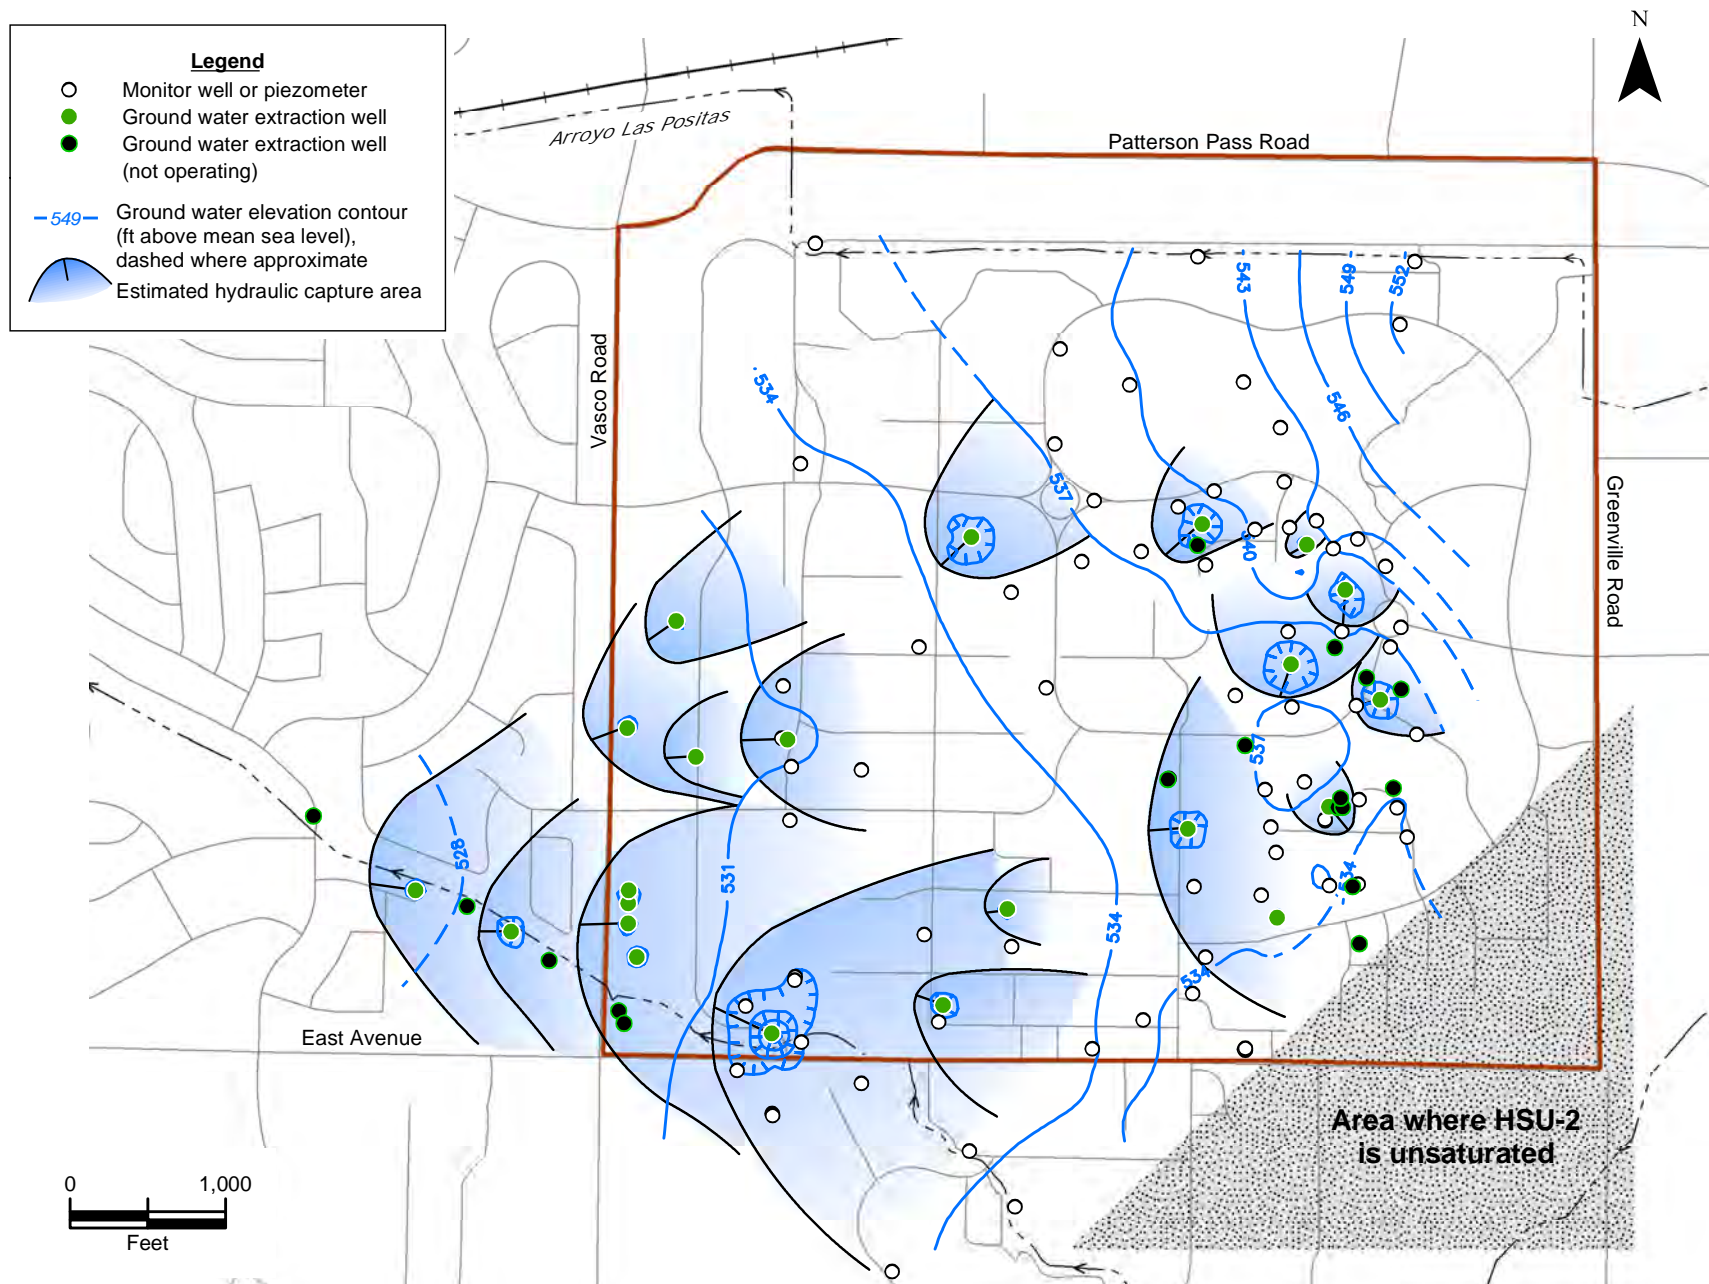 N
Legend
Monitor well or piezometer
Ground water extraction well
Ground water extraction well
(not operating)
549
Ground water elevation contour
(ft above mean sea level),
dashed where approximate
Estimated hydraulic capture area
Arroyo Las Positas
Patterson Pass Road
Vasco Road
Greenville Road
East Avenue
534
537
543
549
552
546
540
537
531
528
534
534
534
Area where HSU-2
is unsaturated
0 1,000
Feet